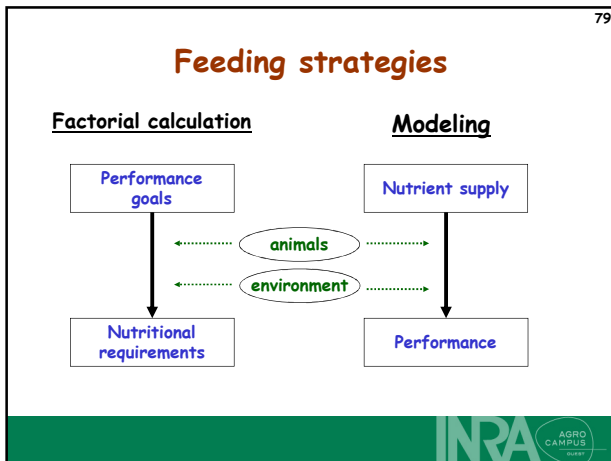 79
Feeding strategies
Factorial calculation
Modeling
Performance
goals
Nutrient supply
animals
environment
Nutritional
requirements
Performance
INRA
AGRO
CAMPUS
OUEST